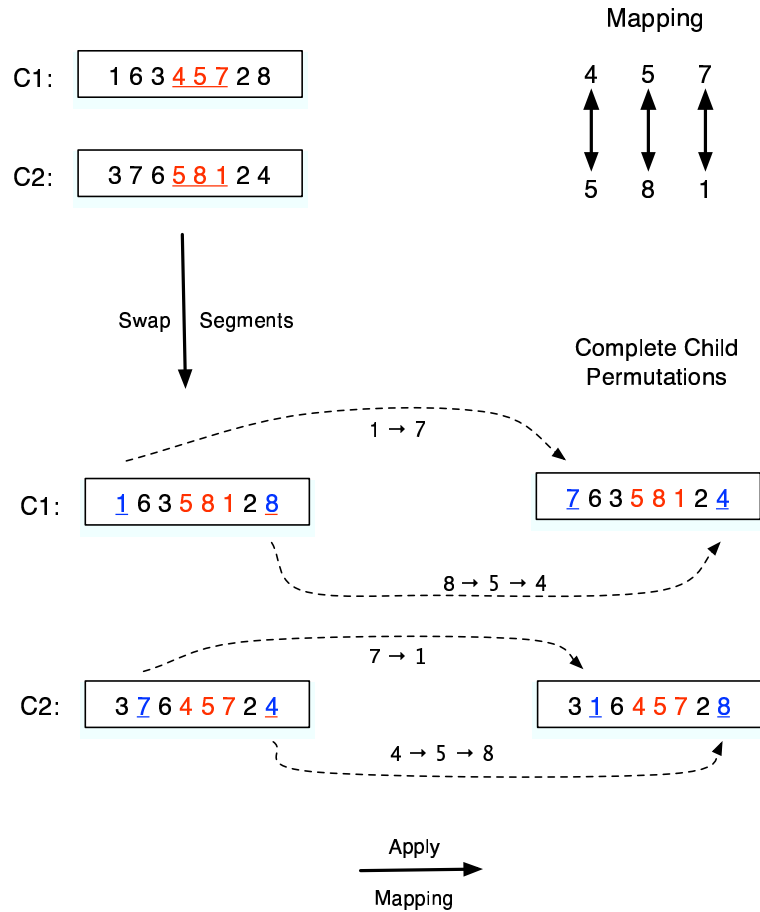 Mapping
C1: 1 6 3 4 5 7 2 8
4 5 7
C2: 3 7 6 5 8 1 2 4
5 8 1
Swap Segments
Complete Child
Permutations
1 → 7
C1: 1 6 3 5 8 1 2 8
7 6 3 5 8 1 2 4
8 → 5 → 4
7 → 1
C2: 3 7 6 4 5 7 2 4
3 1 6 4 5 7 2 8
4 → 5 → 8
Apply
Mapping